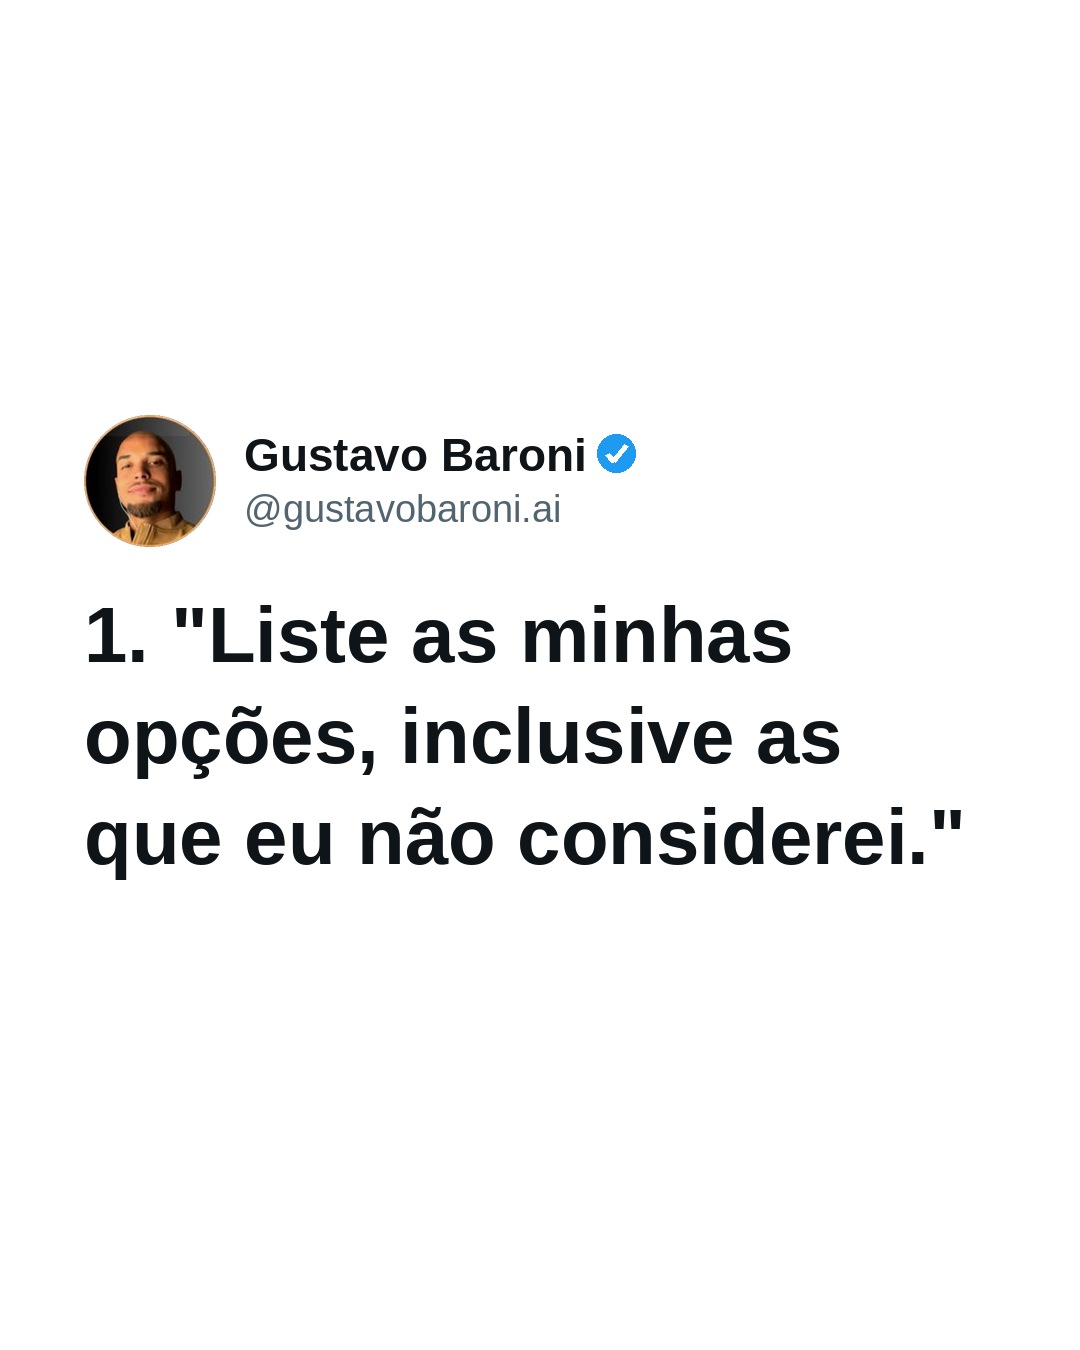 Gustavo Baroni
@gustavobaroni.ai
1. "Liste as minhas
opções, inclusive as
que eu não considerei."